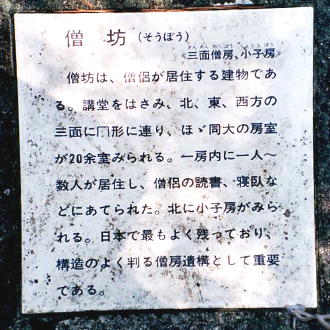 僧坊(そうぼう)
《三面僧房、小子房》
僧坊は、僧侶が居住する建物であ
る。講堂をはさみ、北、東、西方の
三面に 形に連り、ほゞ同大の房室
が20余室みられる。一房内に一人〜
数人が居住し、僧侶の読書、寝臥な
どにあてられた。北に小子房がみら
れる。日本で最もよく残っており、
構造のよく判る僧房遺構として重要
である。